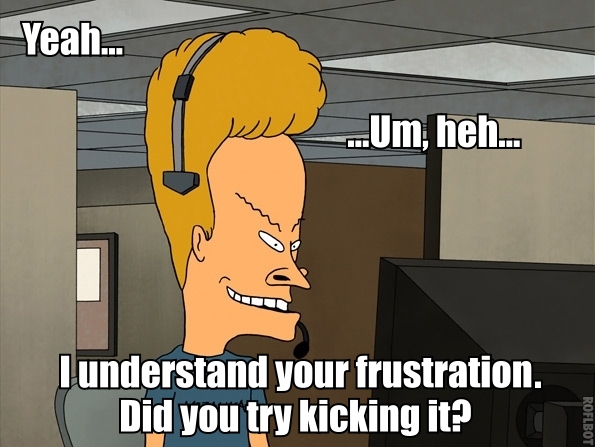 Yeah...
...Um, heh...
I understand your frustration.
Did you try kicking it?
ROFLBOT